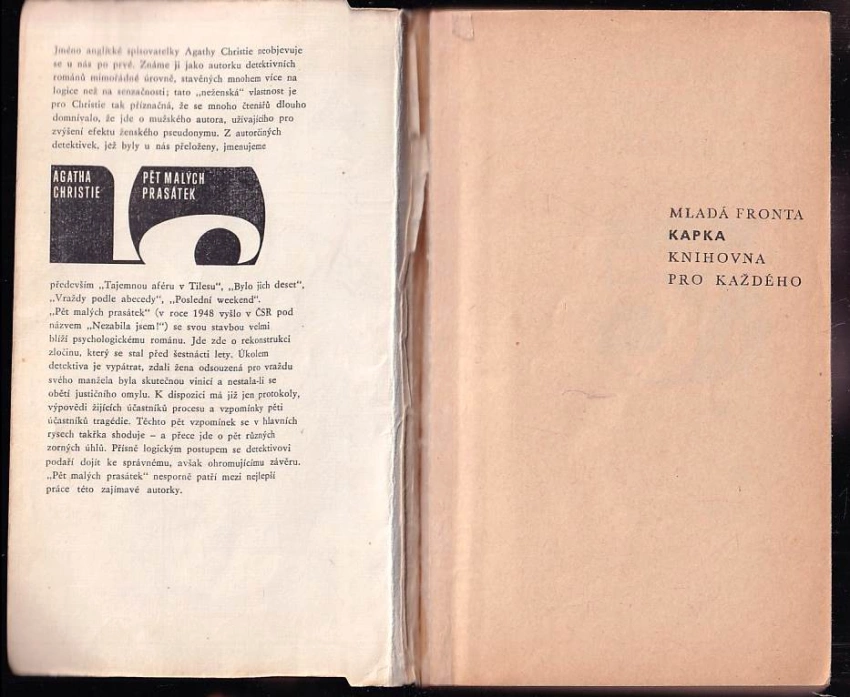 Jméno anglické spisovatelky Agathy Christie neobjevuje
se u nás po prvé. Známe ji jako autorku detektivních
románů mimořádné úrovně, stavěných mnohem více na
logice než na senzačnosti; tato „neženská“ vlastnost je
pro Christie tak příznačná, že se mnoho čtenářů dlouho
domnívalo, že jde o mužského autora, užívajícího pro
zvýšení efektu ženského pseudonymu. Z autorčiných
detektivek, jež byly u nás přeloženy, jmenujeme
AGATHA
CHRISTIE
PĚT MALÝCH
PRASÁTEK
především „Tajemnou aféru v Tilesu“, „Bylo jich deset“,
„Vraždy podle abecedy“, „Poslední weekend“.
„Pět malých prasátek“ (v roce 1948 vyšlo v ČSR pod
názvem „Nezabila jsem!“) se svou stavbou velmi
blíží psychologickému románu. Jde zde o rekonstrukci
zločinu, který se stal před šestnácti lety. Úkolem
detektiva je vypátrat, zdali žena odsouzená pro vraždu
svého manžela byla skutečnou vinicí a nestala-li se
obětí justičního omylu. K dispozici má již jen protokoly,
výpovědi žijících účastníků procesu a vzpomínky pěti
účastníků tragédie. Těchto pět vzpomínek se v hlavních
rysech takřka shoduje – a přece jde o pět různých
zorných úhlů. Přísně logickým postupem se detektivovi
podaří dojít ke správnému, avšak ohromujícímu závěru.
„Pět malých prasátek“ nesporně patří mezi nejlepší
práce této zajímavé autorky.
MLADÁ FRONTA
KAPKA
KNIHOVNA
PRO KAŽDÉHO